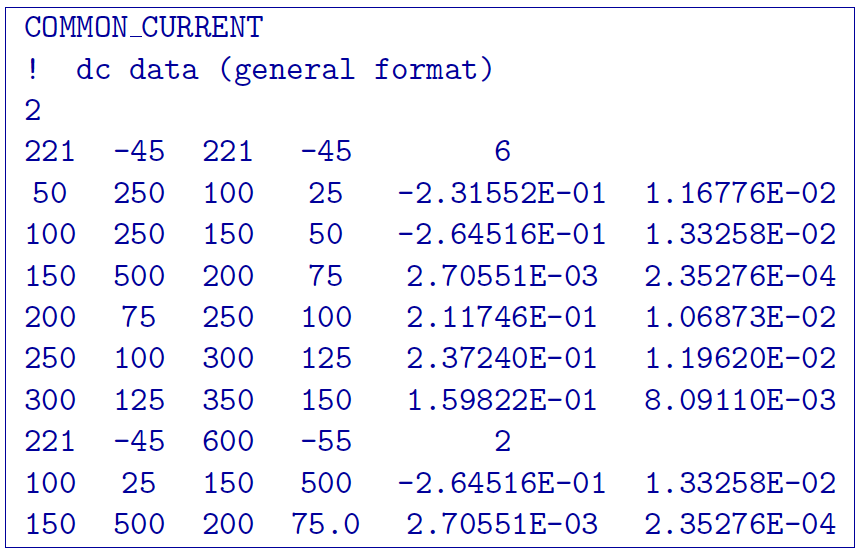 COMMON_CURRENT
! dc data (general format)
2
221 -45 221 -45 6
50 250 100 25 -2.31552E-01 1.16776E-02
100 250 150 50 -2.64516E-01 1.33258E-02
150 500 200 75 2.70551E-03 2.35276E-04
200 75 250 100 2.11746E-01 1.06873E-02
250 100 300 125 2.37240E-01 1.19620E-02
300 125 350 150 1.59822E-01 8.09110E-03
221 -45 600 -55 2
100 25 150 500 -2.64516E-01 1.33258E-02
150 500 200 75.0 2.70551E-03 2.35276E-04